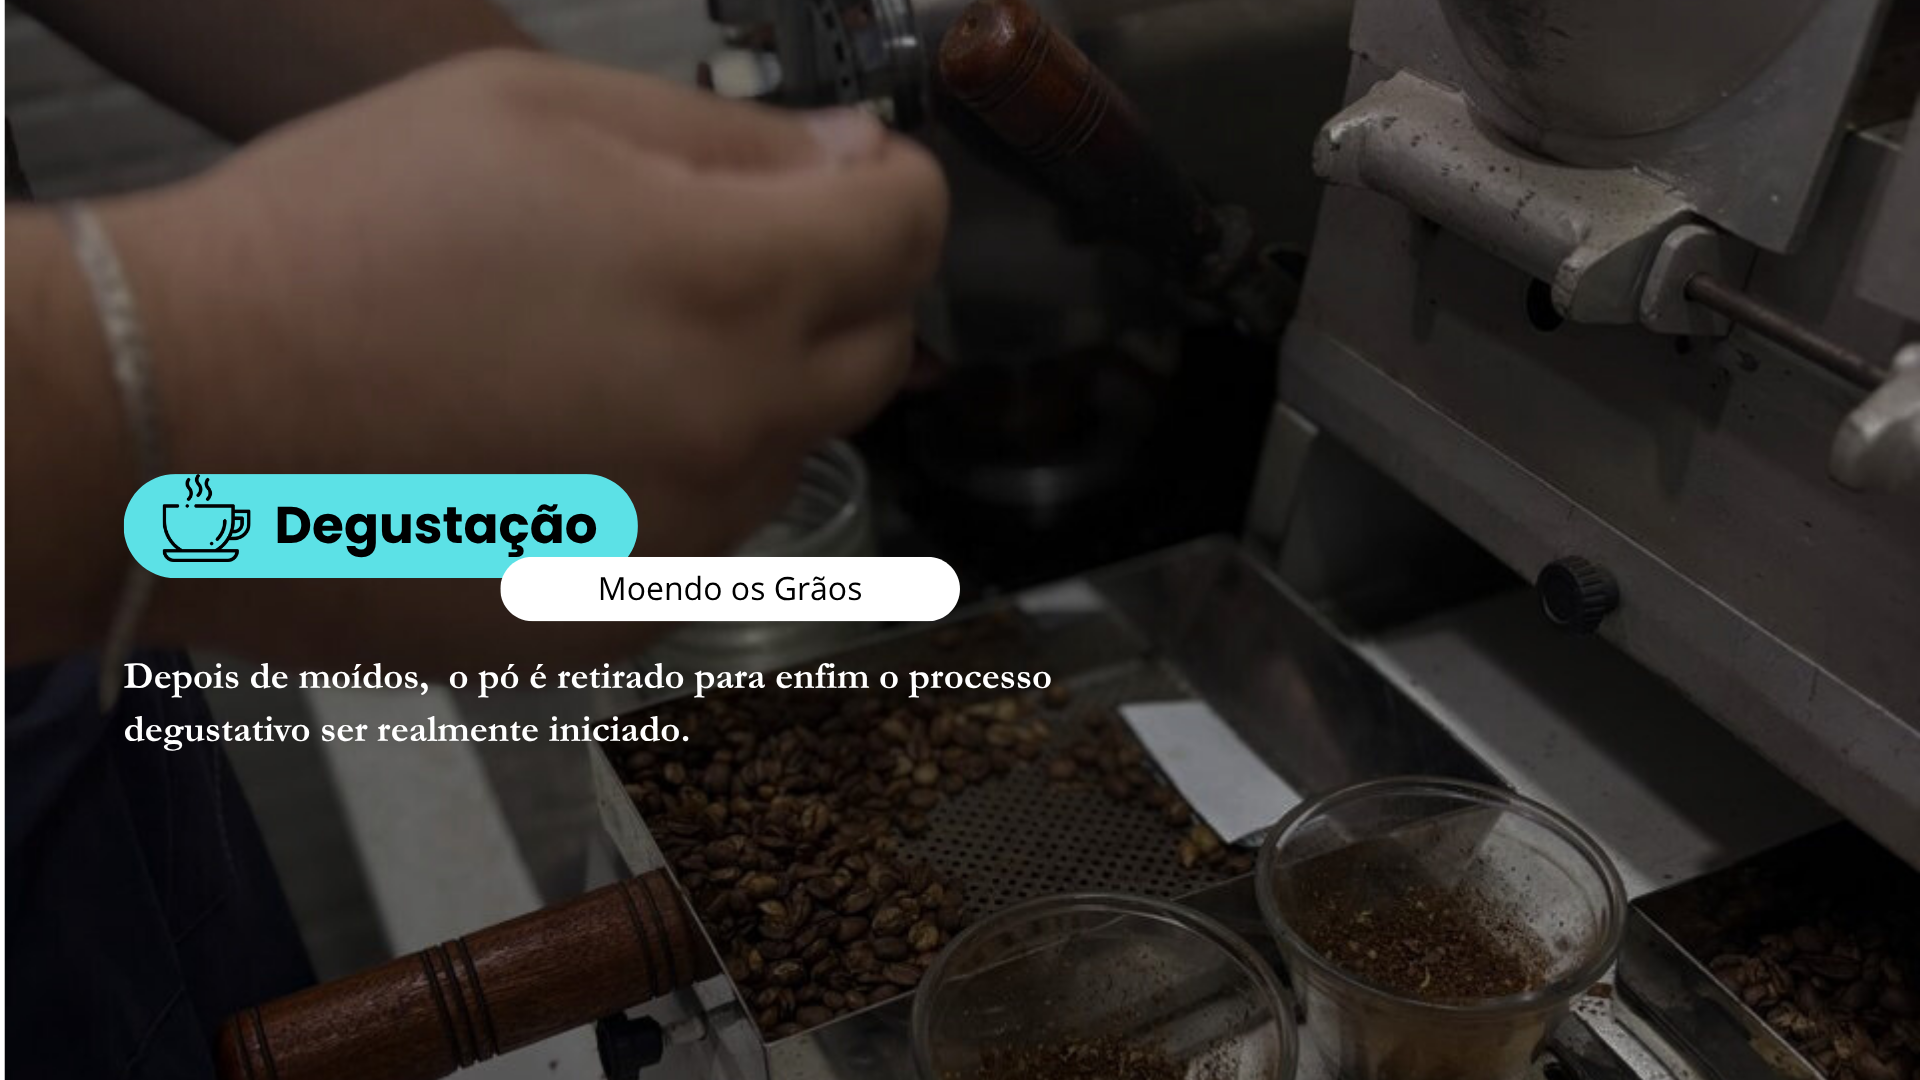 Degustação
Moendo os Grãos
Depois de moídos,  o pó é retirado para enfim o processo
degustativo ser realmente iniciado.